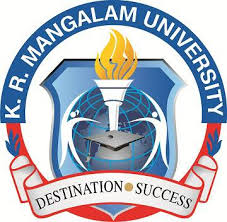 K. R. MANGALAM UNIVERSITY
DESTINATION • SUCCESS